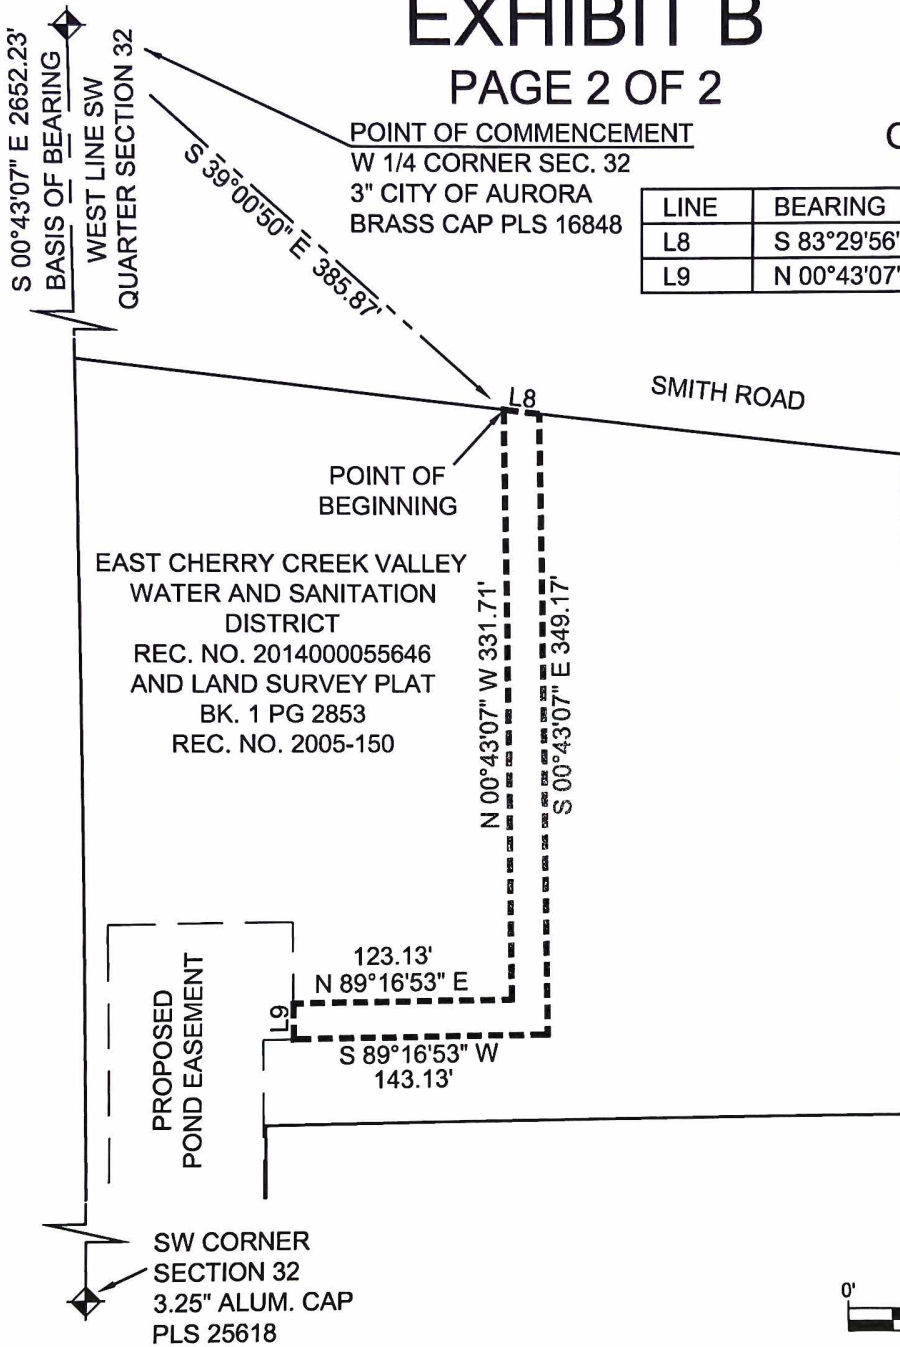 EXHIBIT B
PAGE 2 OF 2
S 00°43'07" E 2652.23'
BASIS OF BEARING
WEST LINE SW
QUARTER SECTION 32
POINT OF COMMENCEMENT
W 1/4 CORNER SEC. 32
3" CITY OF AURORA
BRASS CAP PLS 16848
S 39°00'50" E 385.87'
LINE BEARING
L8 S 83°29'56"
L9 N 00°43'07"
L8
SMITH ROAD
POINT OF
BEGINNING
EAST CHERRY CREEK VALLEY
WATER AND SANITATION
DISTRICT
REC. NO. 2014000055646
AND LAND SURVEY PLAT
BK. 1 PG 2853
REC. NO. 2005-150
N 00°43'07" W 331.71'
S 00°43'07" E 349.17'
123.13'
N 89°16'53" E
L9
S 89°16'53" W
143.13'
PROPOSED
POND EASEMENT
SW CORNER
SECTION 32
3.25" ALUM. CAP
PLS 25618
0'